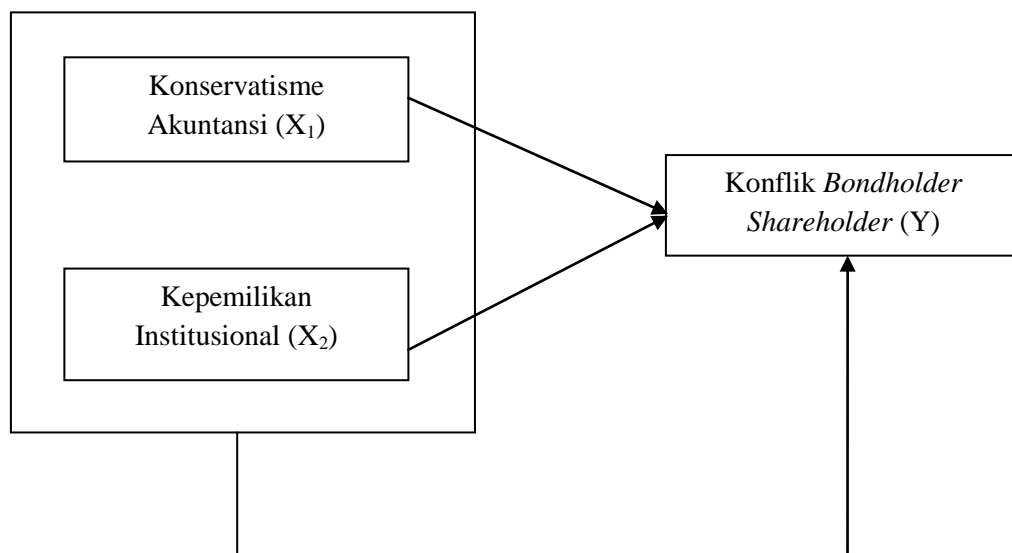 Konservatisme
Akuntansi (X₁)
Konflik Bondholder
Shareholder (Y)
Kepemilikan
Institusional (X₂)